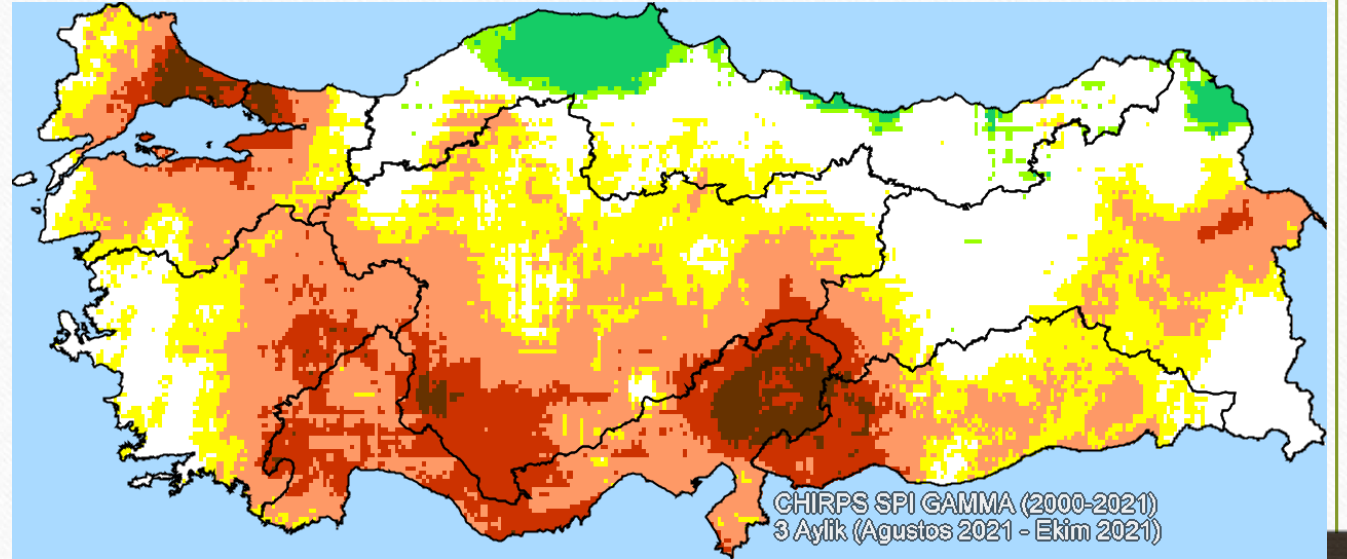 CHIRPS SPI GAMMA (2000-2021)
3 Aylik (Agustos 2021 - Ekim 2021)